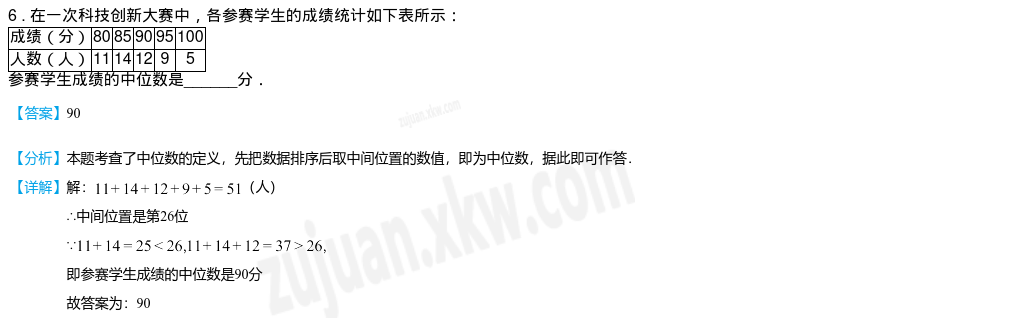 6．在一次科技创新大赛中，各参赛学生的成绩统计如下表所示：
成绩（分） 80 85 90 95 100
人数（人） 11 14 12 9 5
参赛学生成绩的中位数是______分．
【答案】90
zujuan.xkw.com
【分析】本题考查了中位数的定义，先把数据排序后取中间位置的数值，即为中位数，据此即可作答．
【详解】解：11+14+12+9+5=51（人）
∴中间位置是第26位
∵11+14=25<26,11+14+12=37>26,
即参赛学生成绩的中位数是90分
故答案为：90
zujuan.xkw.com